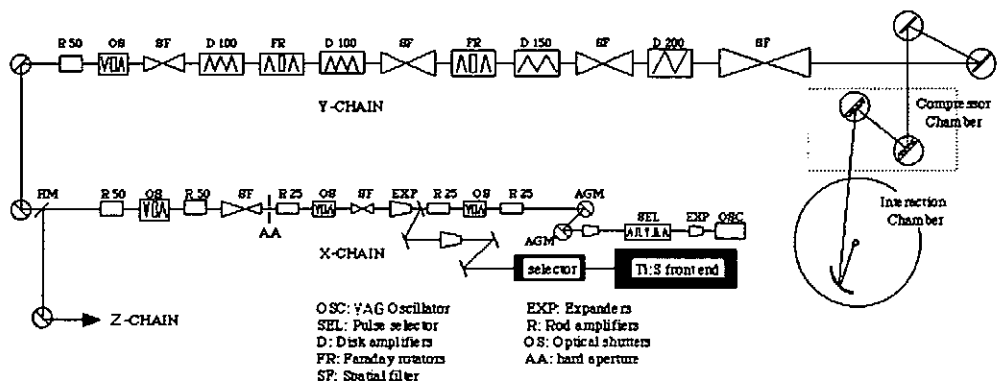 R 50 OS SF D 100 FR D 100 SF FR D 150 SF D 200 SF
Y-CHAIN
Compressor
Chamber
HM R 50 OS R 50 SF R 25 OS SF EXP R 25 OS R 25 AGM
AA
X-CHAIN
AGM SEL EXP OSC
Interaction
Chamber
selector Ti:S front end
Z-CHAIN
OSC: YAG Oscillator
SEL: Pulse selector
D: Disk amplifiers
FR: Faraday rotators
SF: Spatial filter
EXP: Expanders
R: Rod amplifiers
OS: Optical shutters
AA: hard aperture